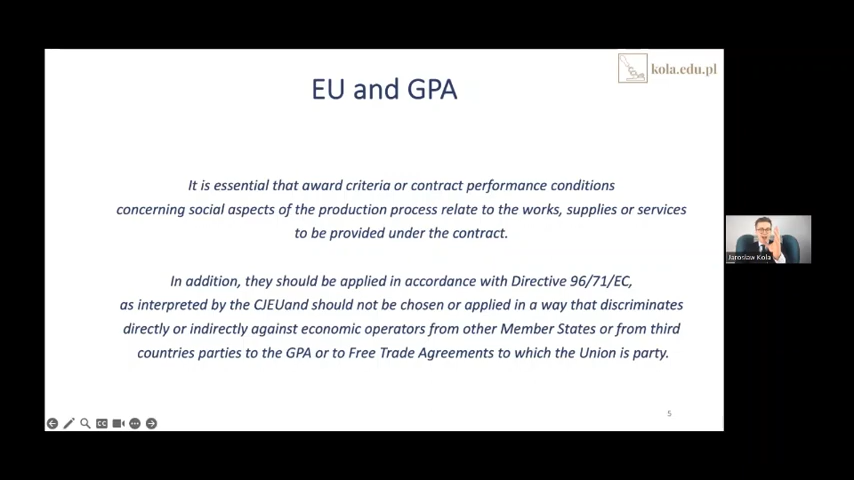 kola.edu.pl
EU and GPA
It is essential that award criteria or contract performance conditions
concerning social aspects of the production process relate to the works, supplies or services
to be provided under the contract.
In addition, they should be applied in accordance with Directive 96/71/EC,
as interpreted by the CJEUand should not be chosen or applied in a way that discriminates
directly or indirectly against economic operators from other Member States or from third
countries parties to the GPA or to Free Trade Agreements to which the Union is party.
Jarosław Kola
5
CC